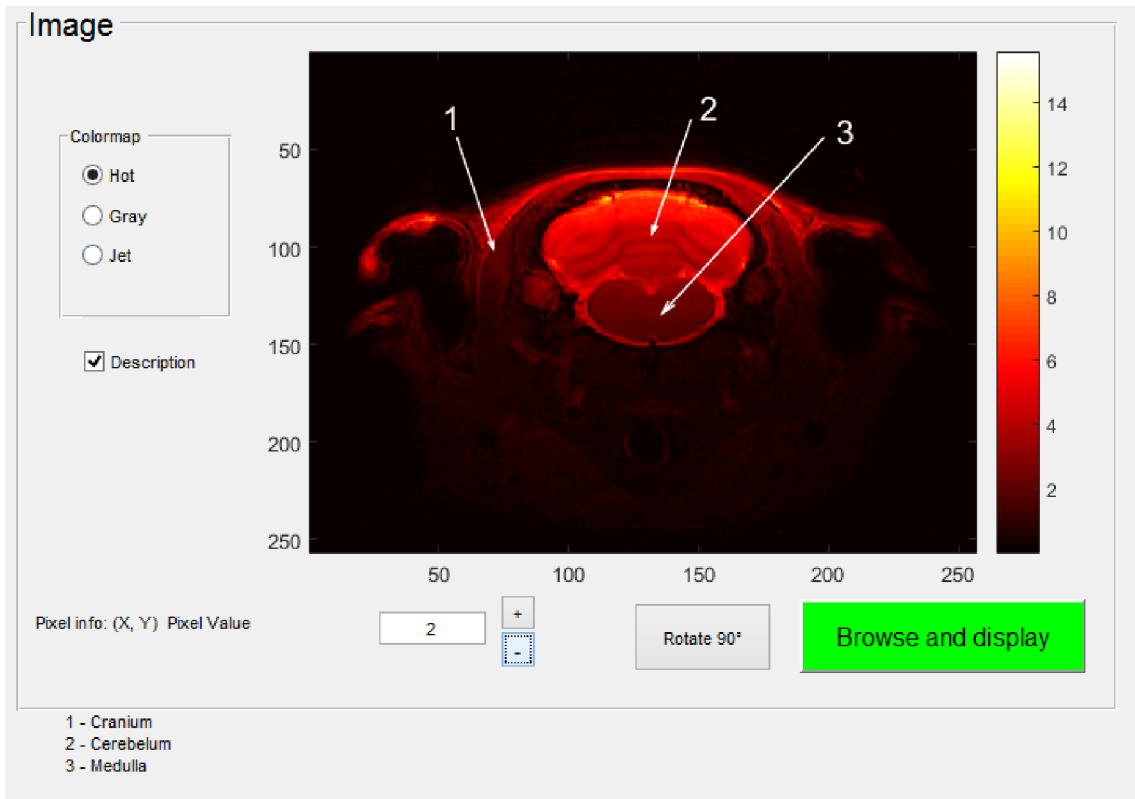 Image
Colormap
Hot
Gray
Jet
Description
1
2
3
50
100
150
200
250
50
100
150
200
250
14
12
10
8
6
4
2
Pixel info: (X, Y) Pixel Value
2
+
-
Rotate 90°
Browse and display
1 - Cranium
2 - Cerebelum
3 - Medulla